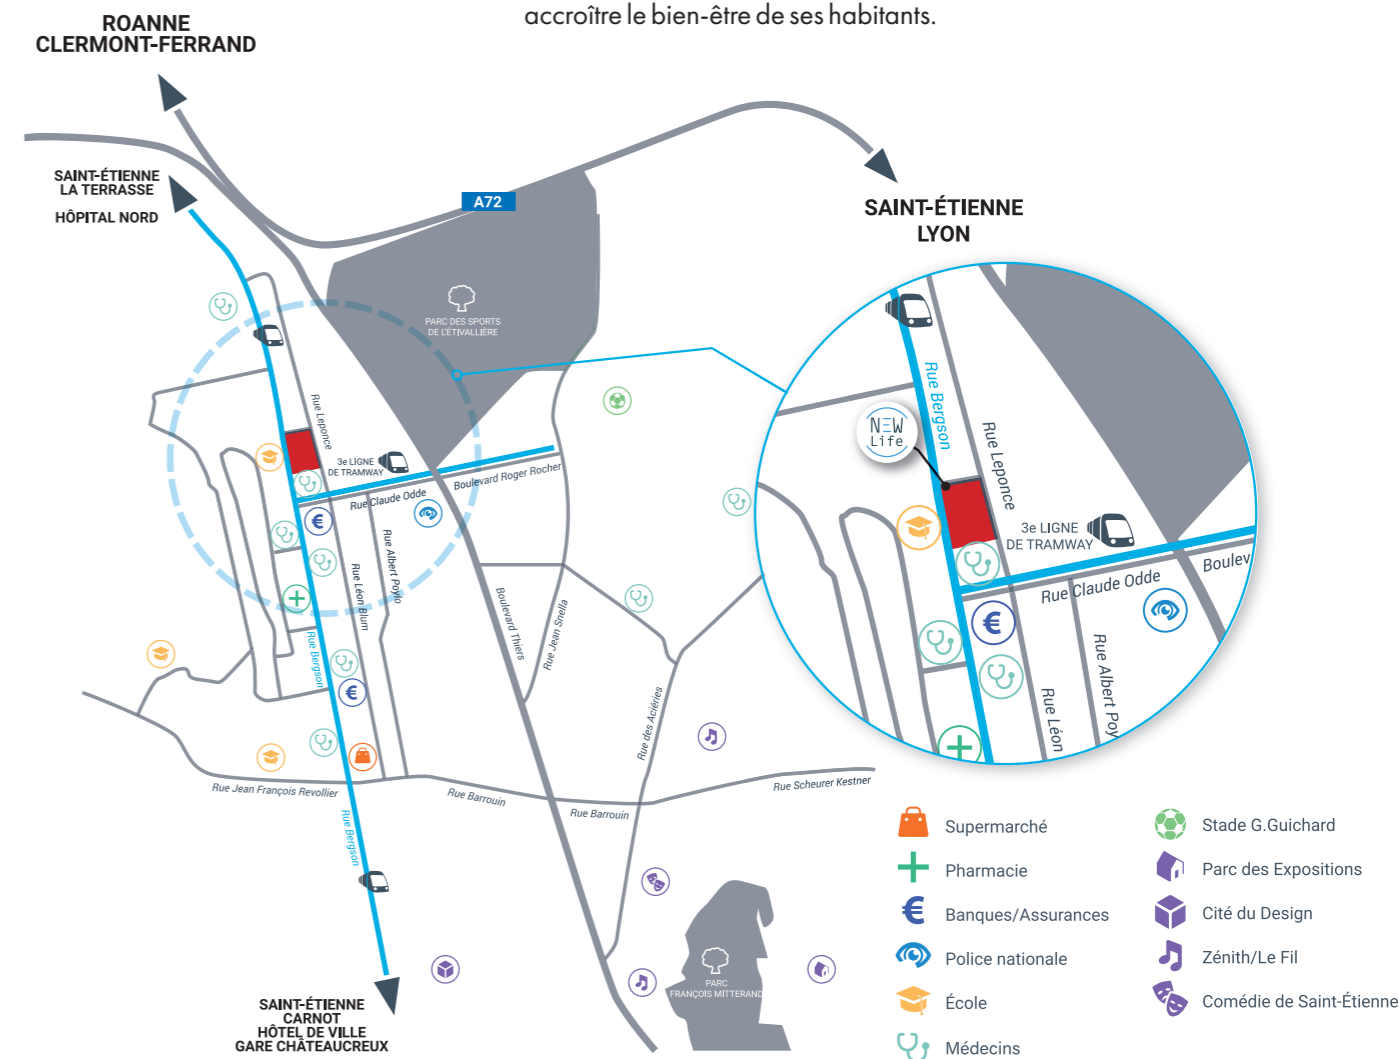 accroître le bien-être de ses habitants.
ROANNE
CLERMONT-FERRAND
SAINT-ÉTIENNE
LA TERRASSE
HÔPITAL NORD
A72
SAINT-ÉTIENNE
LYON
PARC DES SPORTS
DE L'ÉTIVALLIÈRE
Rue Leponce
3e LIGNE
DE TRAMWAY
Rue Claude Odde
Boulevard Roger Rocher
Rue Albert Poylo
Rue Léon Blum
Rue Bergson
Boulevard Thiers
Rue Jean Snella
Rue des Aciéries
Rue Jean François Revollier
Rue Barrouin
Rue Barrouin
Rue Scheurer Kestner
Rue Bergson
SAINT-ÉTIENNE
CARNOT
HÔTEL DE VILLE
GARE CHÂTEAUCREUX
PARC
FRANÇOIS MITTERAND
Rue Bergson
NEW
Life
Rue Leponce
3e LIGNE
DE TRAMWAY
Rue Claude Odde
Boulev
Rue Albert Poy
Rue Léon
Supermarché
Pharmacie
Banques/Assurances
Police nationale
École
Médecins
Stade G.Guichard
Parc des Expositions
Cité du Design
Zénith/Le Fil
Comédie de Saint-Étienne